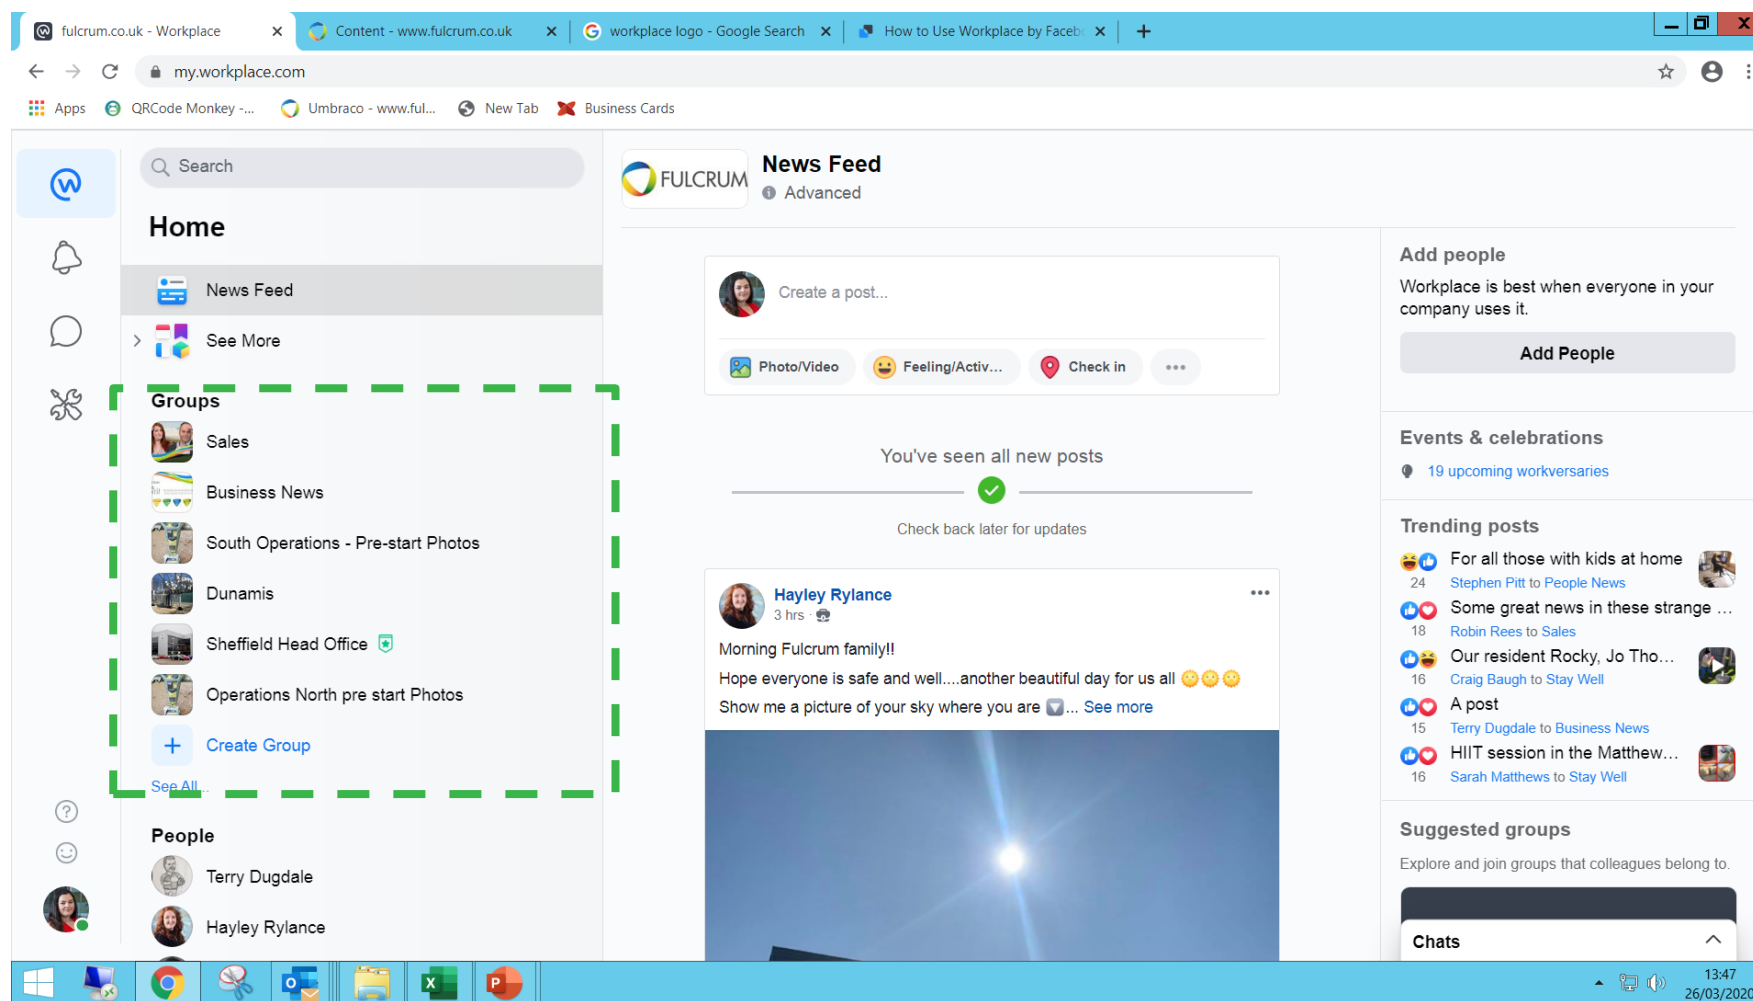 fulcrum.co.uk - Workplace
Content - www.fulcrum.co.uk
workplace logo - Google Search
How to Use Workplace by Facebo
my.workplace.com
Apps
QRCode Monkey -...
Umbraco - www.ful...
New Tab
Business Cards
Search
Home
News Feed
See More
Groups
Sales
Business News
South Operations - Pre-start Photos
Dunamis
Sheffield Head Office
Operations North pre start Photos
Create Group
See All...
People
Terry Dugdale
Hayley Rylance
FULCRUM
News Feed
Advanced
Create a post...
Photo/Video
Feeling/Activ...
Check in
You've seen all new posts
Check back later for updates
Hayley Rylance
3 hrs ·
Morning Fulcrum family!!
Hope everyone is safe and well....another beautiful day for us all
Show me a picture of your sky where you are ... See more
Add people
Workplace is best when everyone in your
company uses it.
Add People
Events & celebrations
19 upcoming workversaries
Trending posts
For all those with kids at home
24 Stephen Pitt to People News
Some great news in these strange ...
18 Robin Rees to Sales
Our resident Rocky, Jo Tho...
16 Craig Baugh to Stay Well
A post
15 Terry Dugdale to Business News
HIIT session in the Matthew...
16 Sarah Matthews to Stay Well
Suggested groups
Explore and join groups that colleagues belong to.
Chats
13:47
26/03/2020